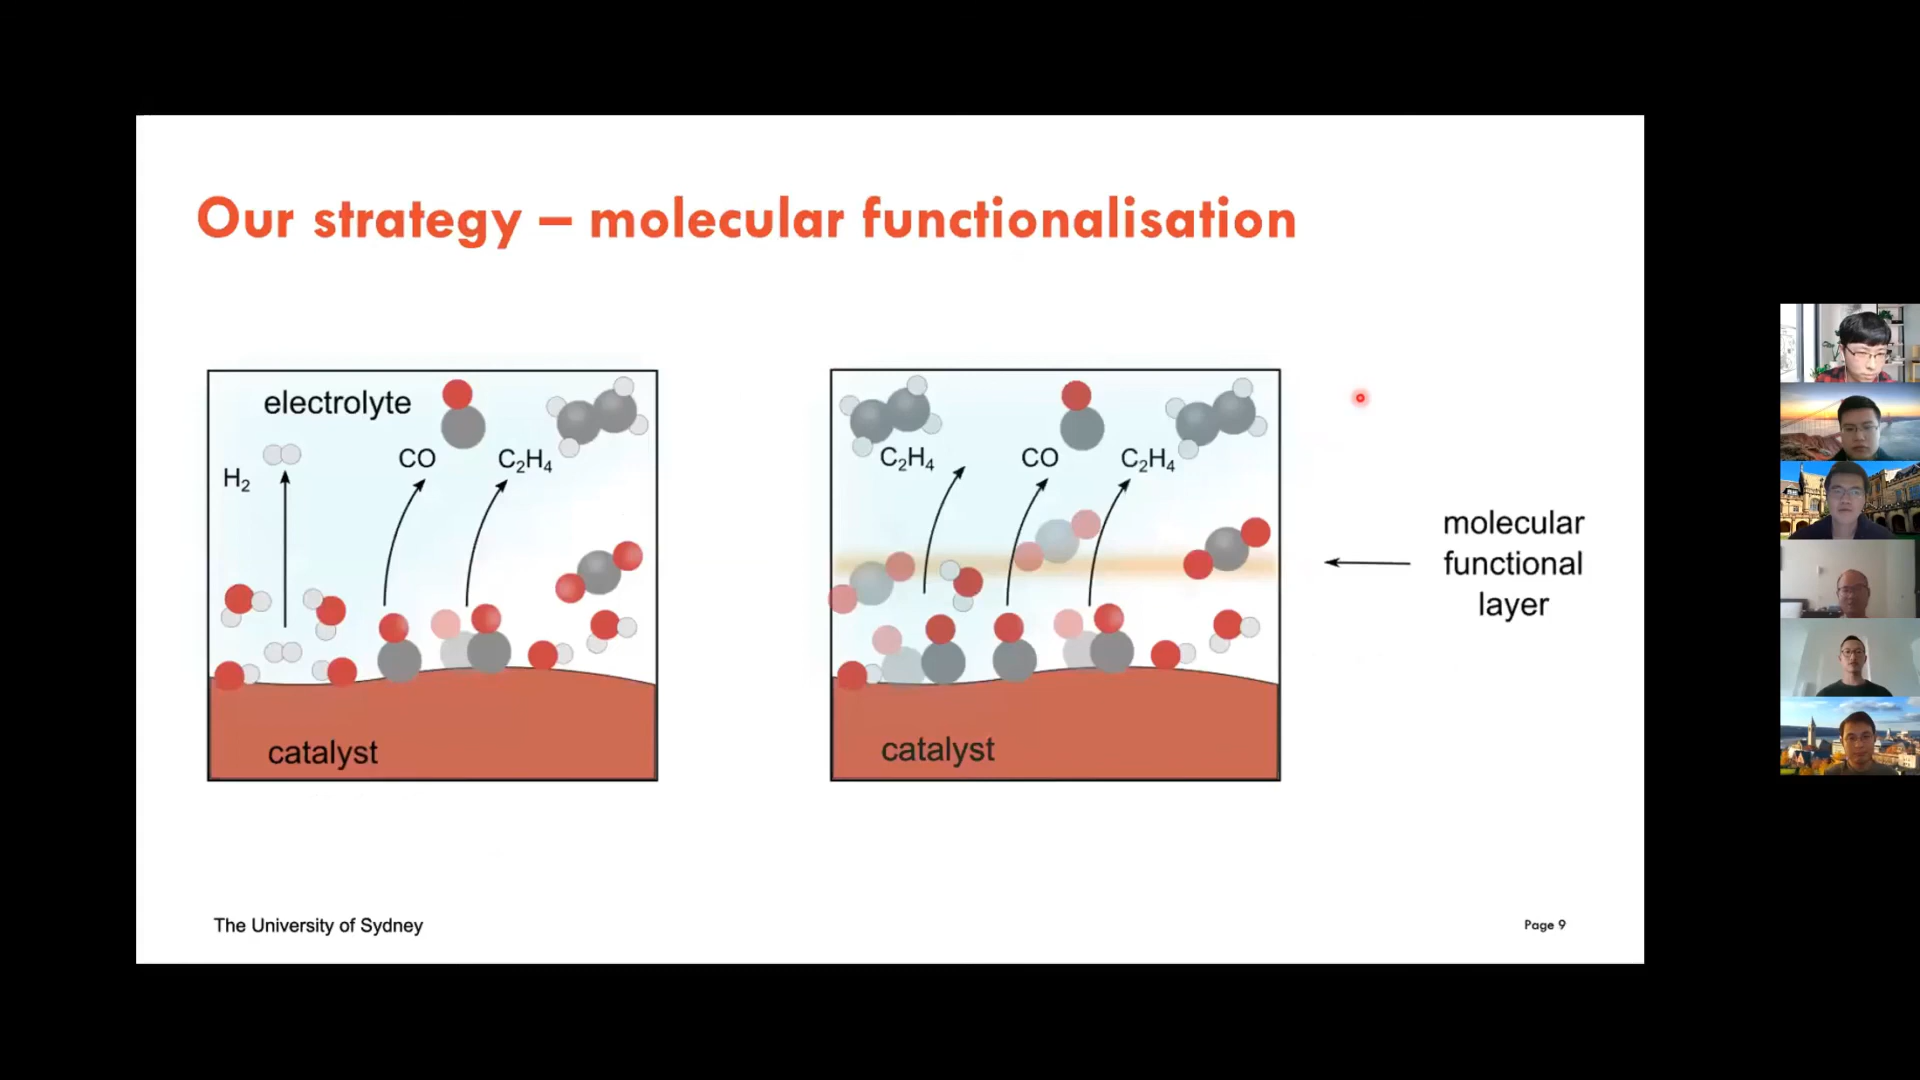 Our strategy – molecular functionalisation
electrolyte
H₂
CO
C₂H₄
catalyst
C₂H₄
CO
C₂H₄
catalyst
molecular
functional
layer
The University of Sydney
Page 9